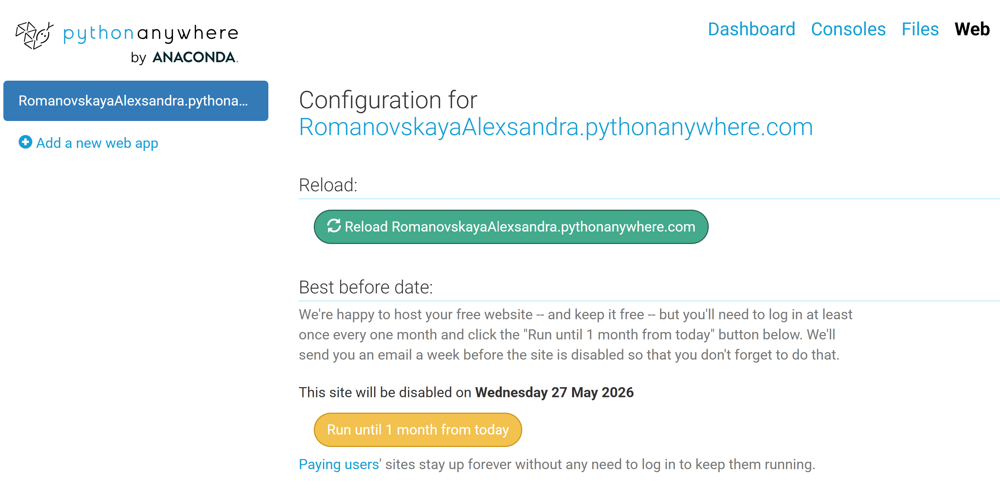 pythonanywhere
by ANACONDA
Dashboard Consoles Files Web
RomanovskayaAlexsandra.pythona...
Add a new web app
Configuration for
RomanovskayaAlexsandra.pythonanywhere.com
Reload:
Reload RomanovskayaAlexsandra.pythonanywhere.com
Best before date:
We're happy to host your free website -- and keep it free -- but you'll need to log in at least
once every one month and click the "Run until 1 month from today" button below. We'll
send you an email a week before the site is disabled so that you don't forget to do that.
This site will be disabled on Wednesday 27 May 2026
Run until 1 month from today
Paying users' sites stay up forever without any need to log in to keep them running.